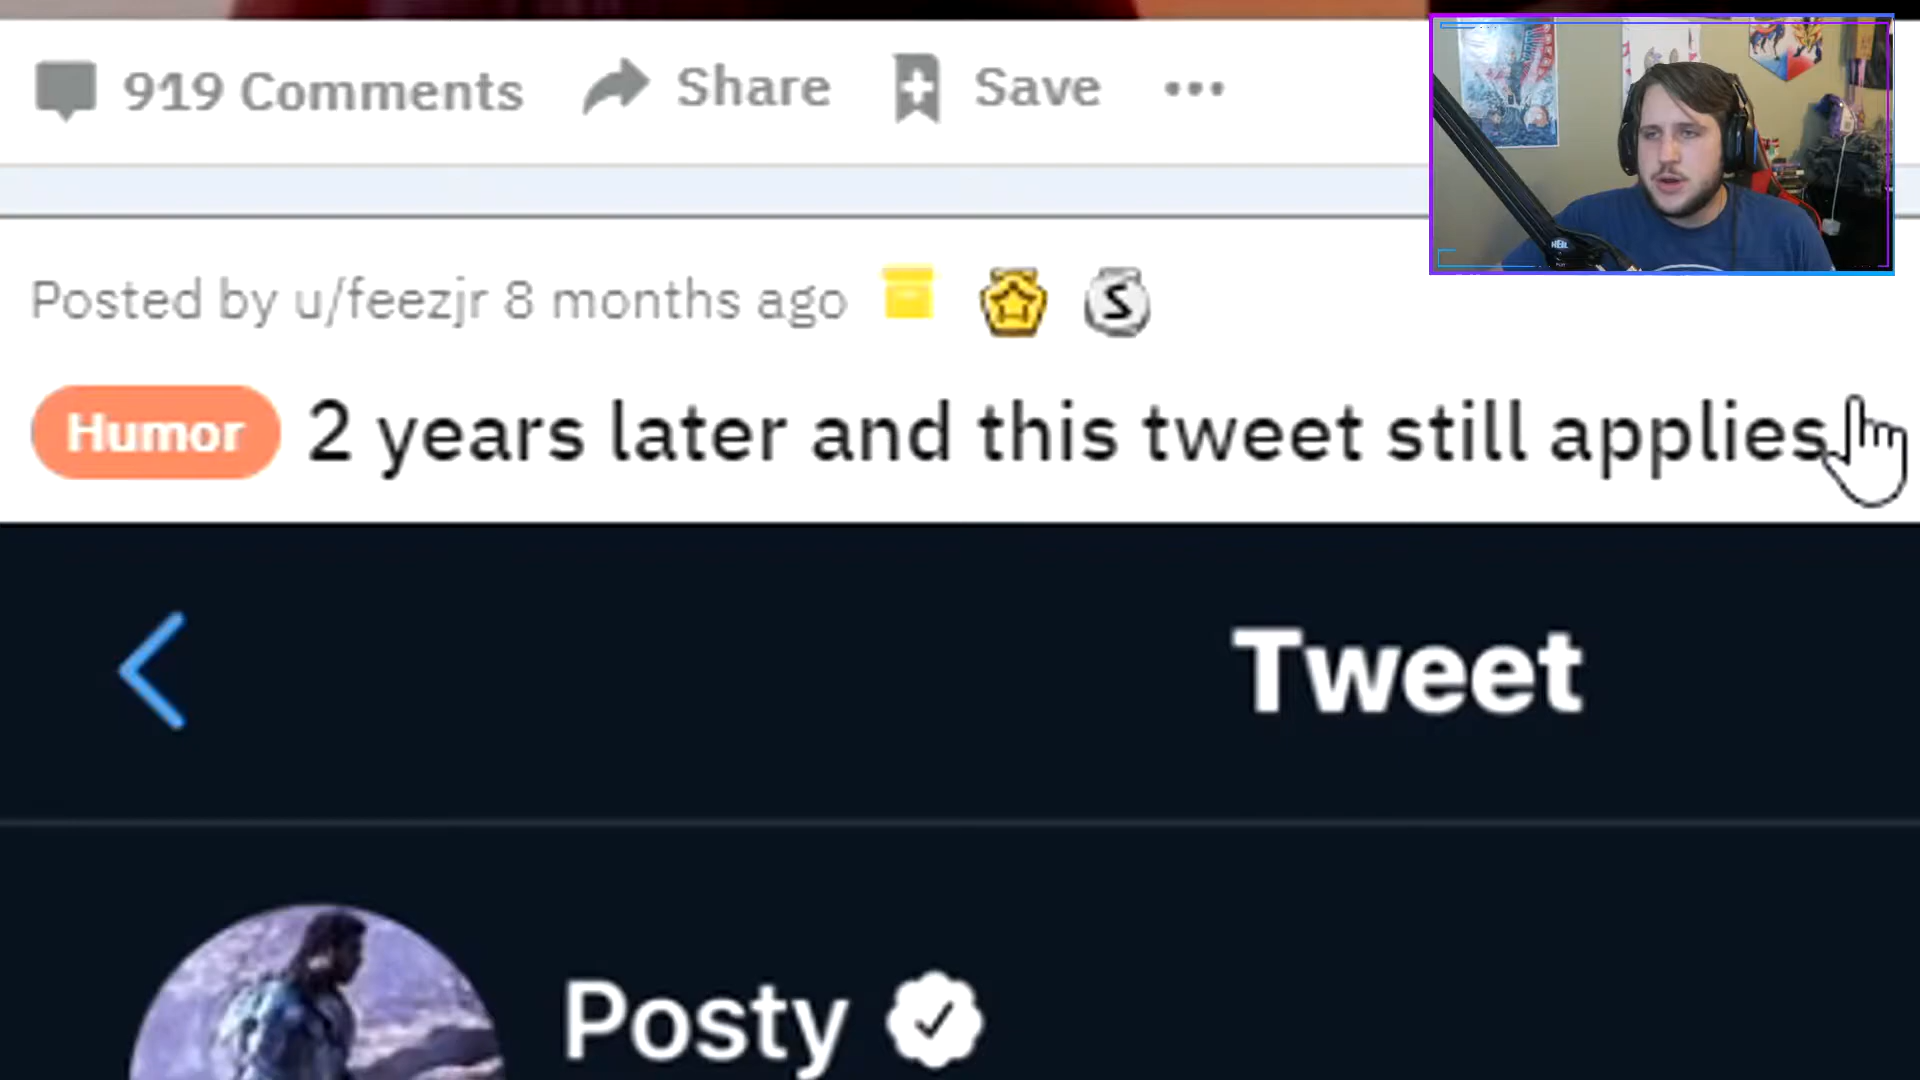 919 Comments Share Save
Posted by u/feezjr 8 months ago
Humor 2 years later and this tweet still applies
Tweet
Posty